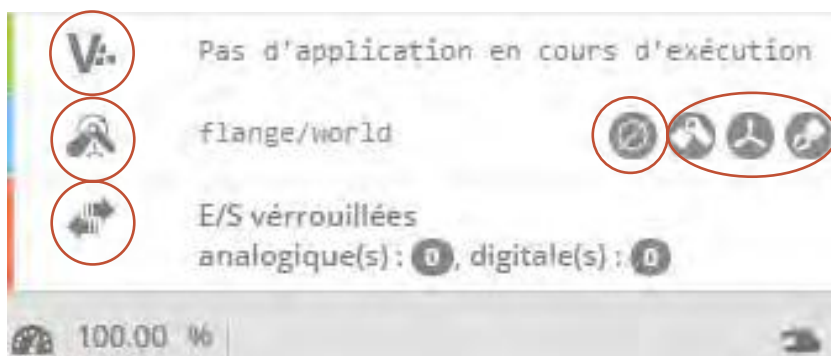 Pas d'application en cours d'exécution
flange/world
E/S vérrouillées
analogique(s) : 0, digitale(s) : 0
100.00 %